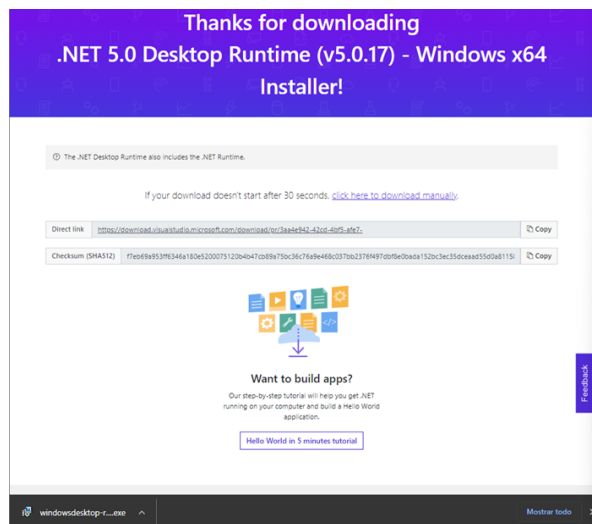 Thanks for downloading
.NET 5.0 Desktop Runtime (v5.0.17) - Windows x64
Installer!
The .NET Desktop Runtime also includes the .NET Runtime.
If your download doesn't start after 30 seconds, click here to download manually.
Direct link https://download.visualstudio.microsoft.com/download/pr/3aa4e942-42cd-4bf5-afe7- Copy
Checksum (SHA512) Copy
Want to build apps?
Our step-by-step tutorial will help you get .NET
running on your computer and build a Hello World
application.
Hello World in 5 minutes tutorial
Feedback
windowsdesktop-r....exe
Mostrar todo